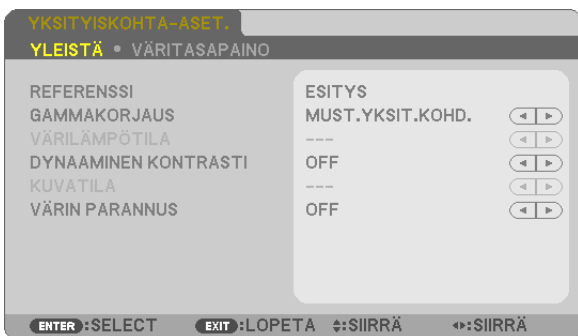 YKSITYISKOHTA-ASET.
YLEISTÄ • VÄRITASAPAINO
REFERENSSI ESITYS
GAMMAKORJAUS MUST.YKSIT.KOHD.
VÄRILÄMPÖTILA ---
DYNAAMINEN KONTRASTI OFF
KUVATILA ---
VÄRIN PARANNUS OFF
ENTER :SELECT EXIT :LOPETA :SIIRRÄ :SIIRRÄ